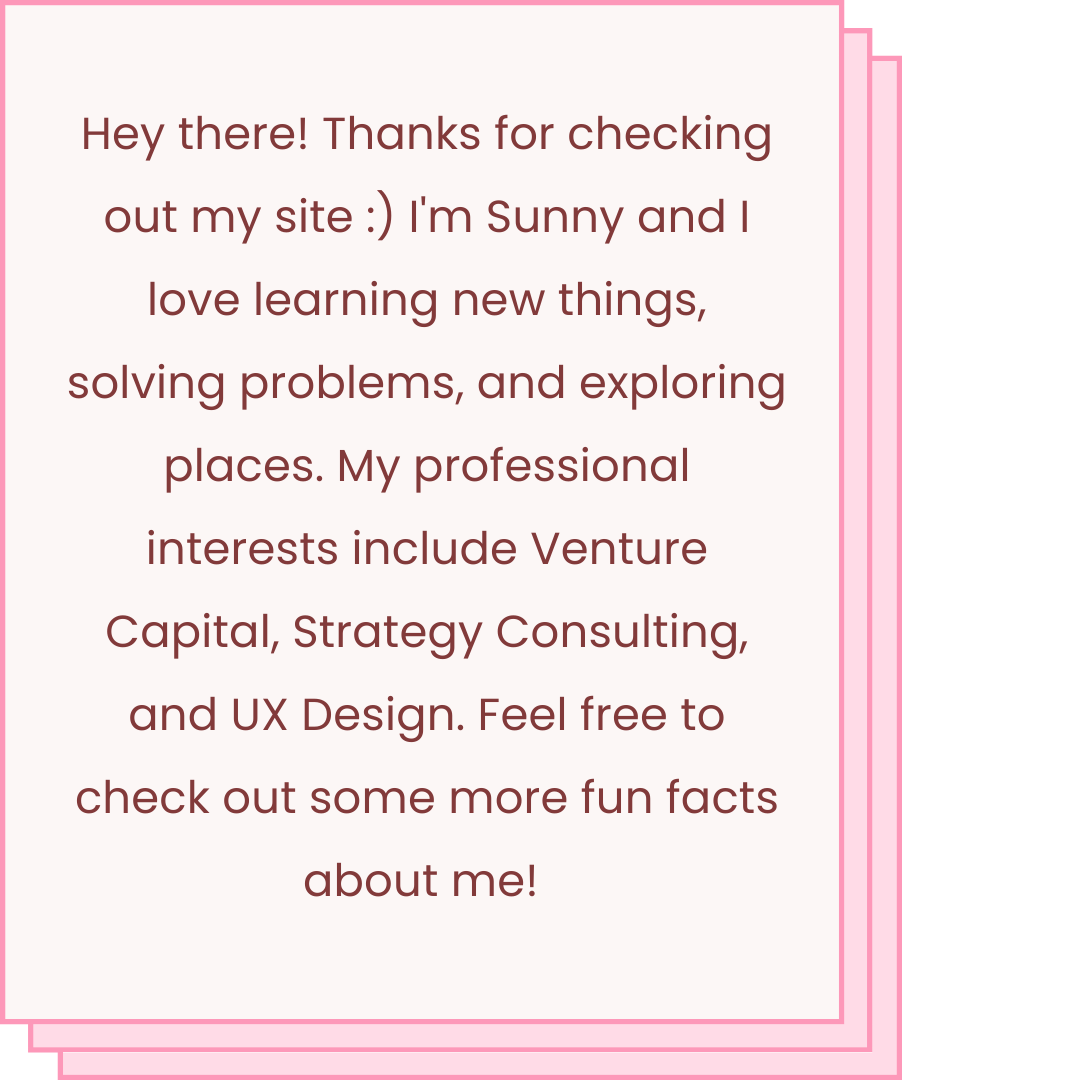 Hey there! Thanks for checking
out my site :) I'm Sunny and I
love learning new things,
solving problems, and exploring
places. My professional
interests include Venture
Capital, Strategy Consulting,
and UX Design. Feel free to
check out some more fun facts
about me!